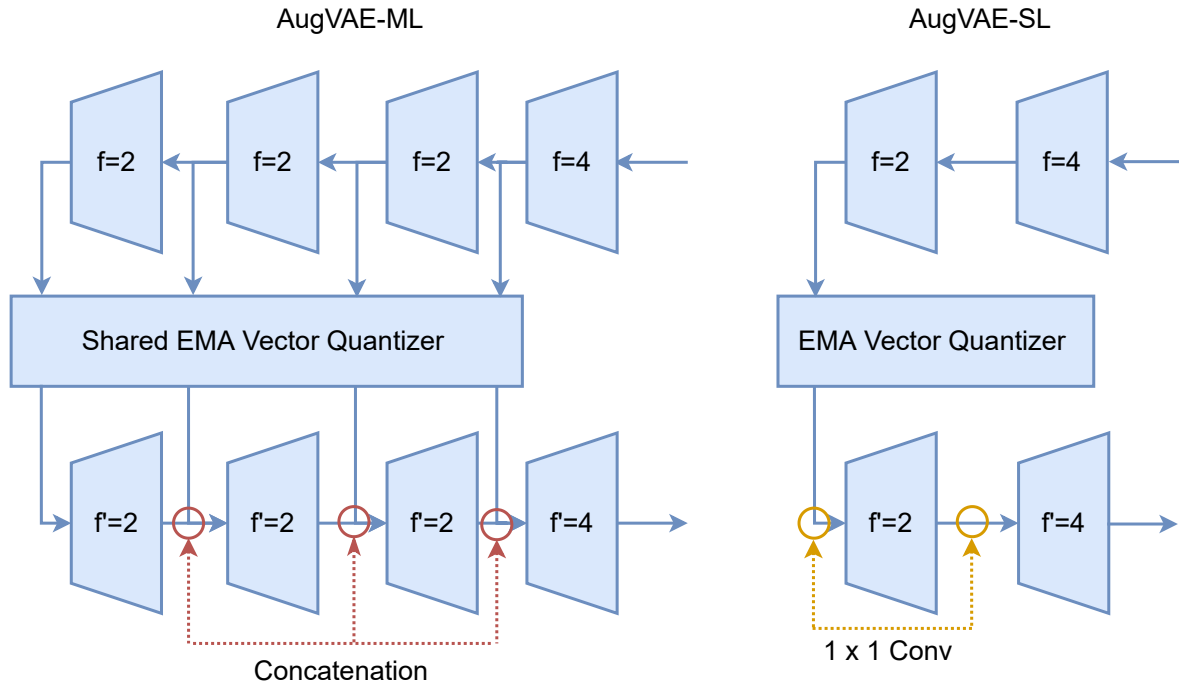 AugVAE-ML
AugVAE-SL
f=2
f=2
f=2
f=4
f=2
f=4
Shared EMA Vector Quantizer
EMA Vector Quantizer
f'=2
f'=2
f'=2
f'=4
f'=2
f'=4
Concatenation
1 x 1 Conv